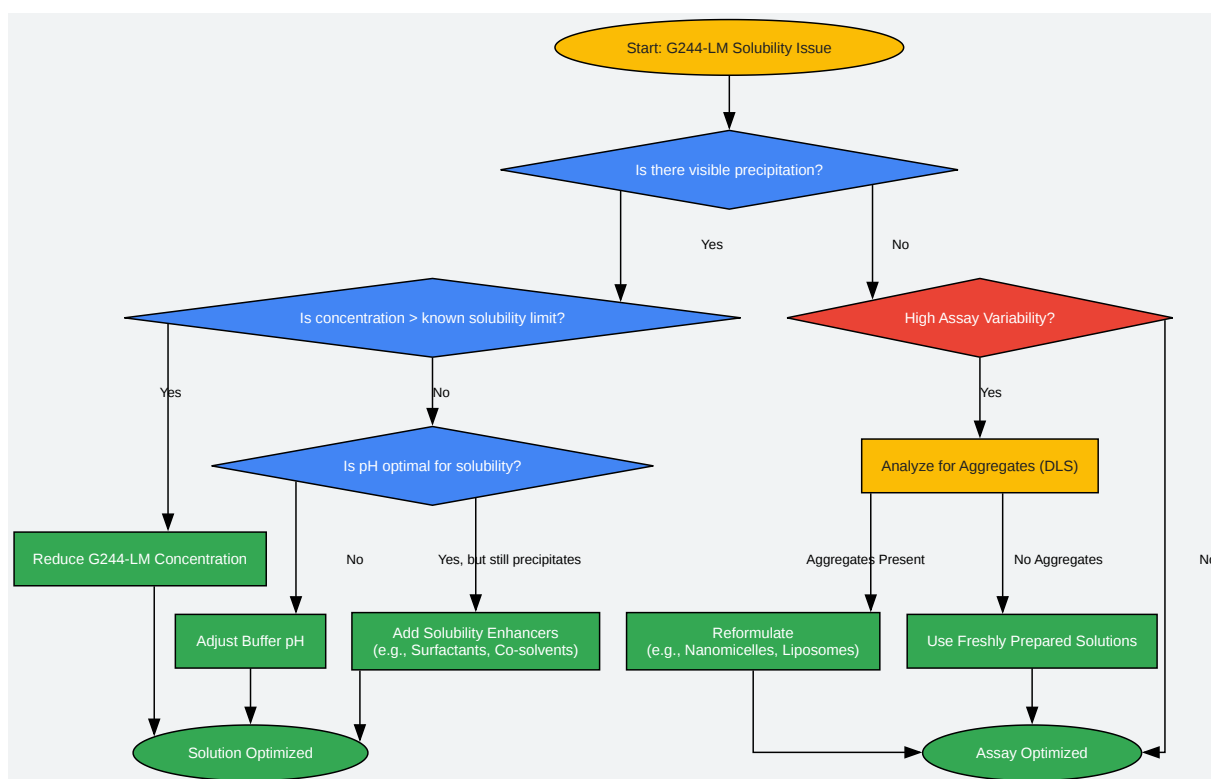 Start: G244-LM Solubility Issue
Is there visible precipitation?
Yes
No
Is concentration > known solubility limit?
High Assay Variability?
Yes
No
Yes
Is pH optimal for solubility?
Analyze for Aggregates (DLS)
Reduce G244-LM Concentration
No
Yes, but still precipitates
Aggregates Present
No Aggregates
No
Adjust Buffer pH
Add Solubility Enhancers
(e.g., Surfactants, Co-solvents)
Reformulate
(e.g., Nanomicelles, Liposomes)
Use Freshly Prepared Solutions
Solution Optimized
Assay Optimized